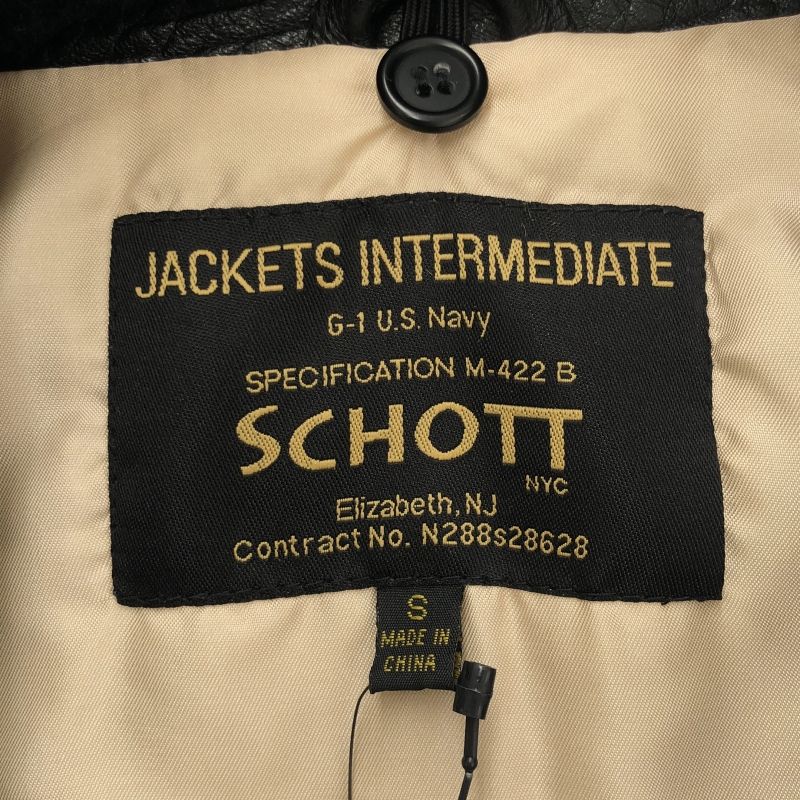 JACKETS INTERMEDIATE
G-1 U.S. Navy
SPECIFICATION M-422 B
SCHOTT
NYC
Elizabeth, NJ
Contract No. N288s28628
S
MADE IN
CHINA